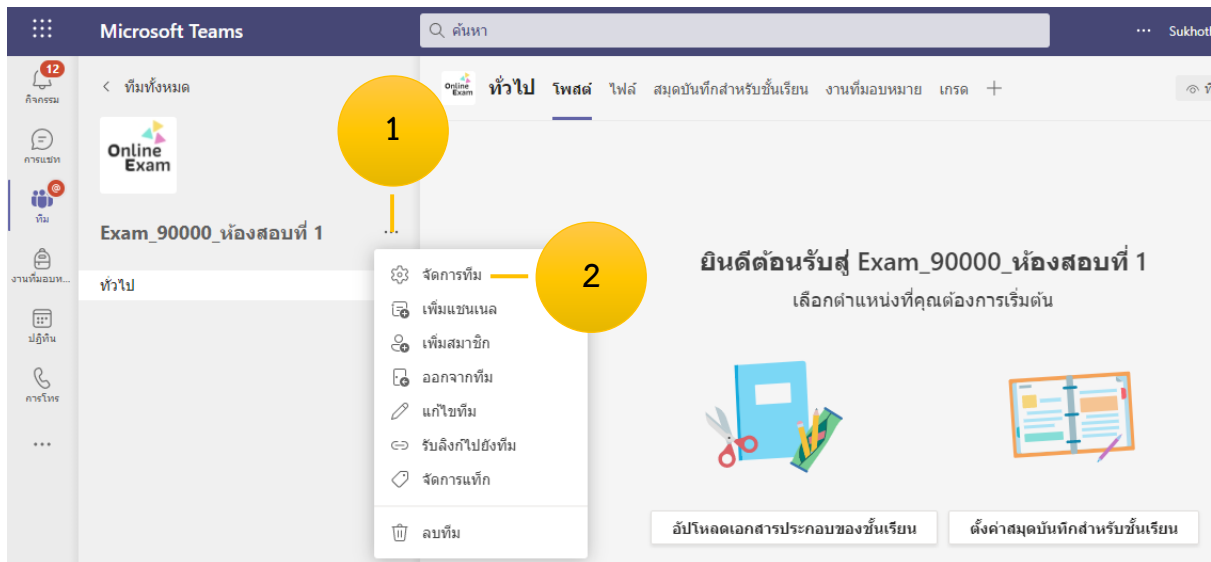 Microsoft Teams
ค้นหา
... Sukhoth
12
กิจกรรม
การแชท
@
ทีม
งานที่มอบห...
ปฏิทิน
การโทร
...
< ทีมทั้งหมด
Online
Exam
Exam_90000_ห้องสอบที่ 1
...
ทั่วไป
1
2
จัดการทีม
เพิ่มแชนเนล
เพิ่มสมาชิก
ออกจากทีม
แก้ไขทีม
รับลิงก์ไปยังทีม
จัดการแท็ก
ลบทีม
Online
Exam
ทั่วไป โพสต์ ไฟล์ สมุดบันทึกสำหรับชั้นเรียน งานที่มอบหมาย เกรด +
ยินดีต้อนรับสู่ Exam_90000_ห้องสอบที่ 1
เลือกตำแหน่งที่คุณต้องการเริ่มต้น
อัปโหลดเอกสารประกอบของชั้นเรียน
ตั้งค่าสมุดบันทึกสำหรับชั้นเรียน